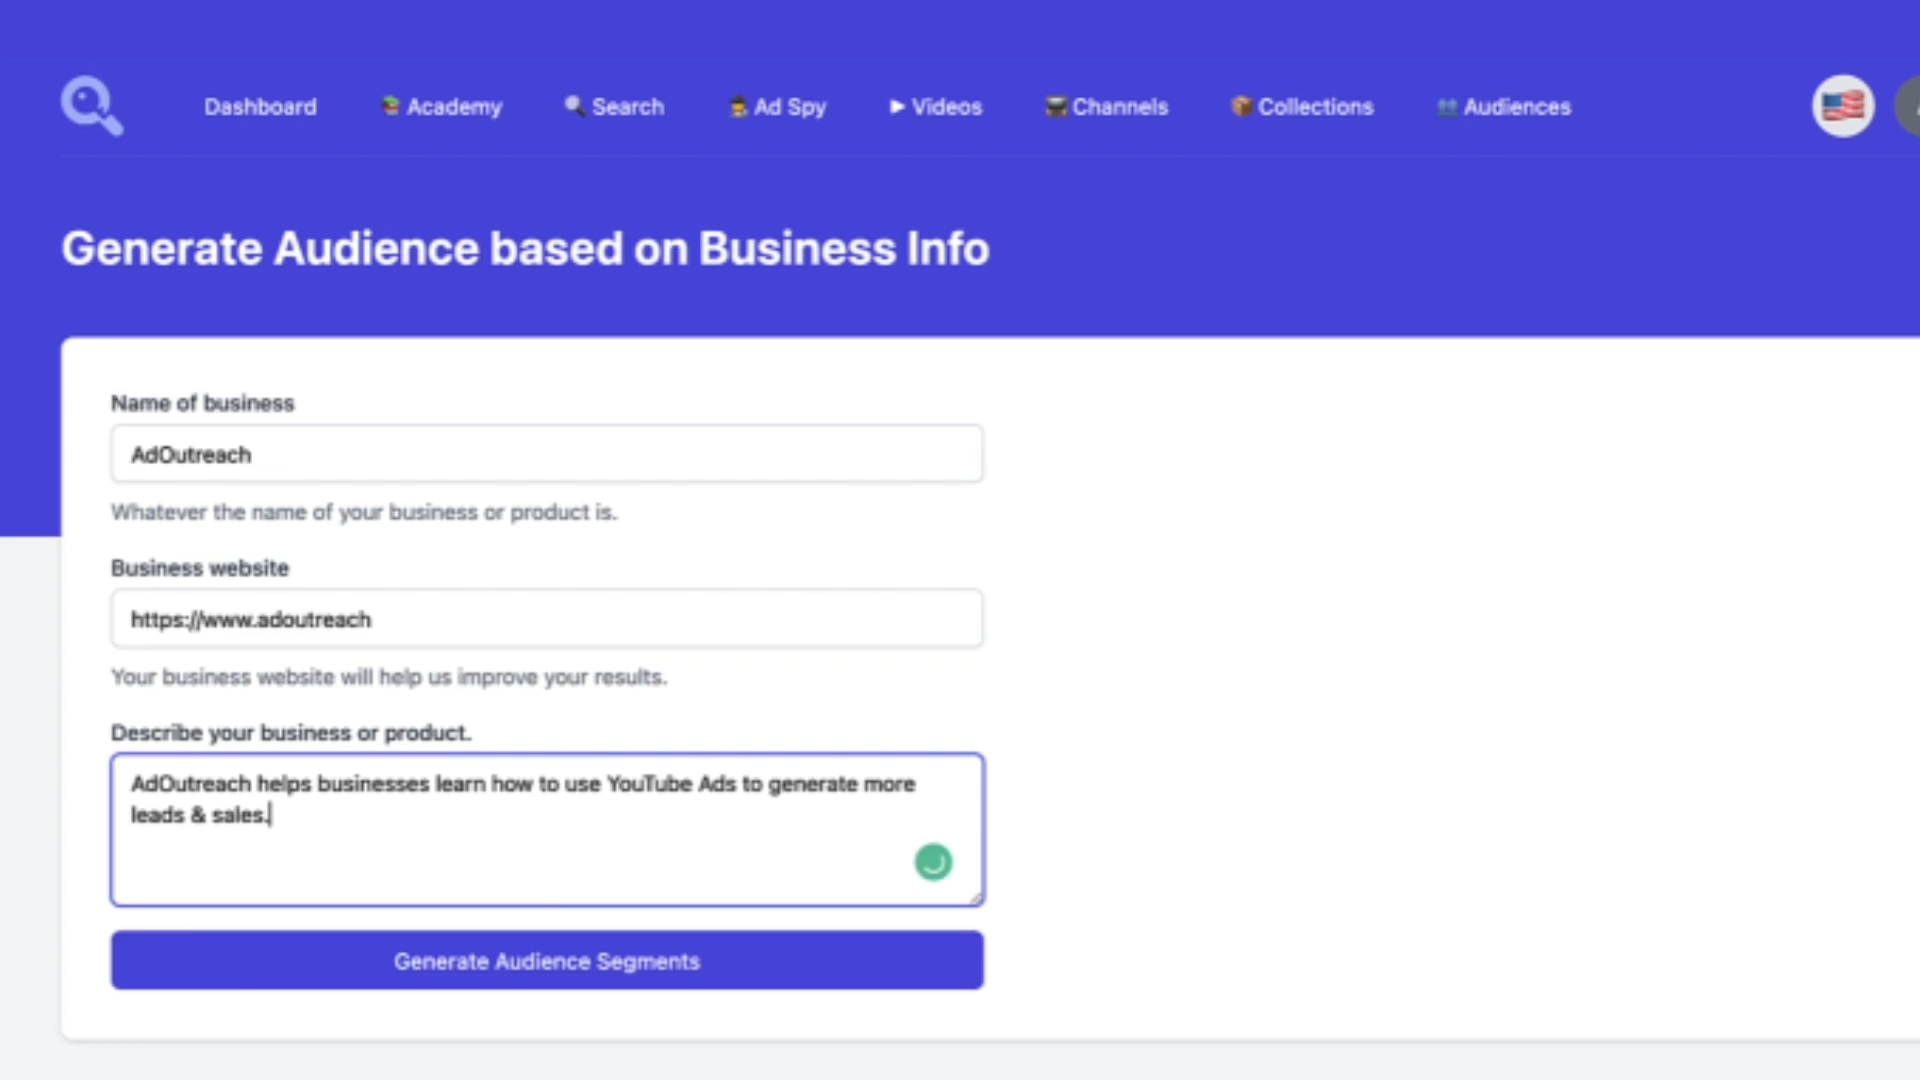 Dashboard Academy Search Ad Spy Videos Channels Collections Audiences
Generate Audience based on Business Info
Name of business
AdOutreach
Whatever the name of your business or product is.
Business website
https://www.adoutreach
Your business website will help us improve your results.
Describe your business or product.
AdOutreach helps businesses learn how to use YouTube Ads to generate more
leads & sales.
Generate Audience Segments